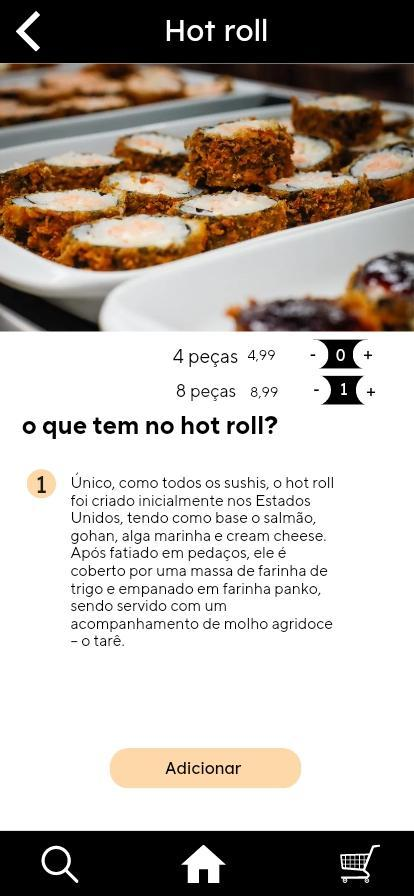 Hot roll
4 peças 4,99 - 0 +
8 peças 8,99 - 1 +
o que tem no hot roll?
1 Único, como todos os sushis, o hot roll
foi criado inicialmente nos Estados
Unidos, tendo como base o salmão,
gohan, alga marinha e cream cheese.
Após fatiado em pedaços, ele é
coberto por uma massa de farinha de
trigo e empanado em farinha panko,
sendo servido com um
acompanhamento de molho agridoce
– o tarê.
Adicionar